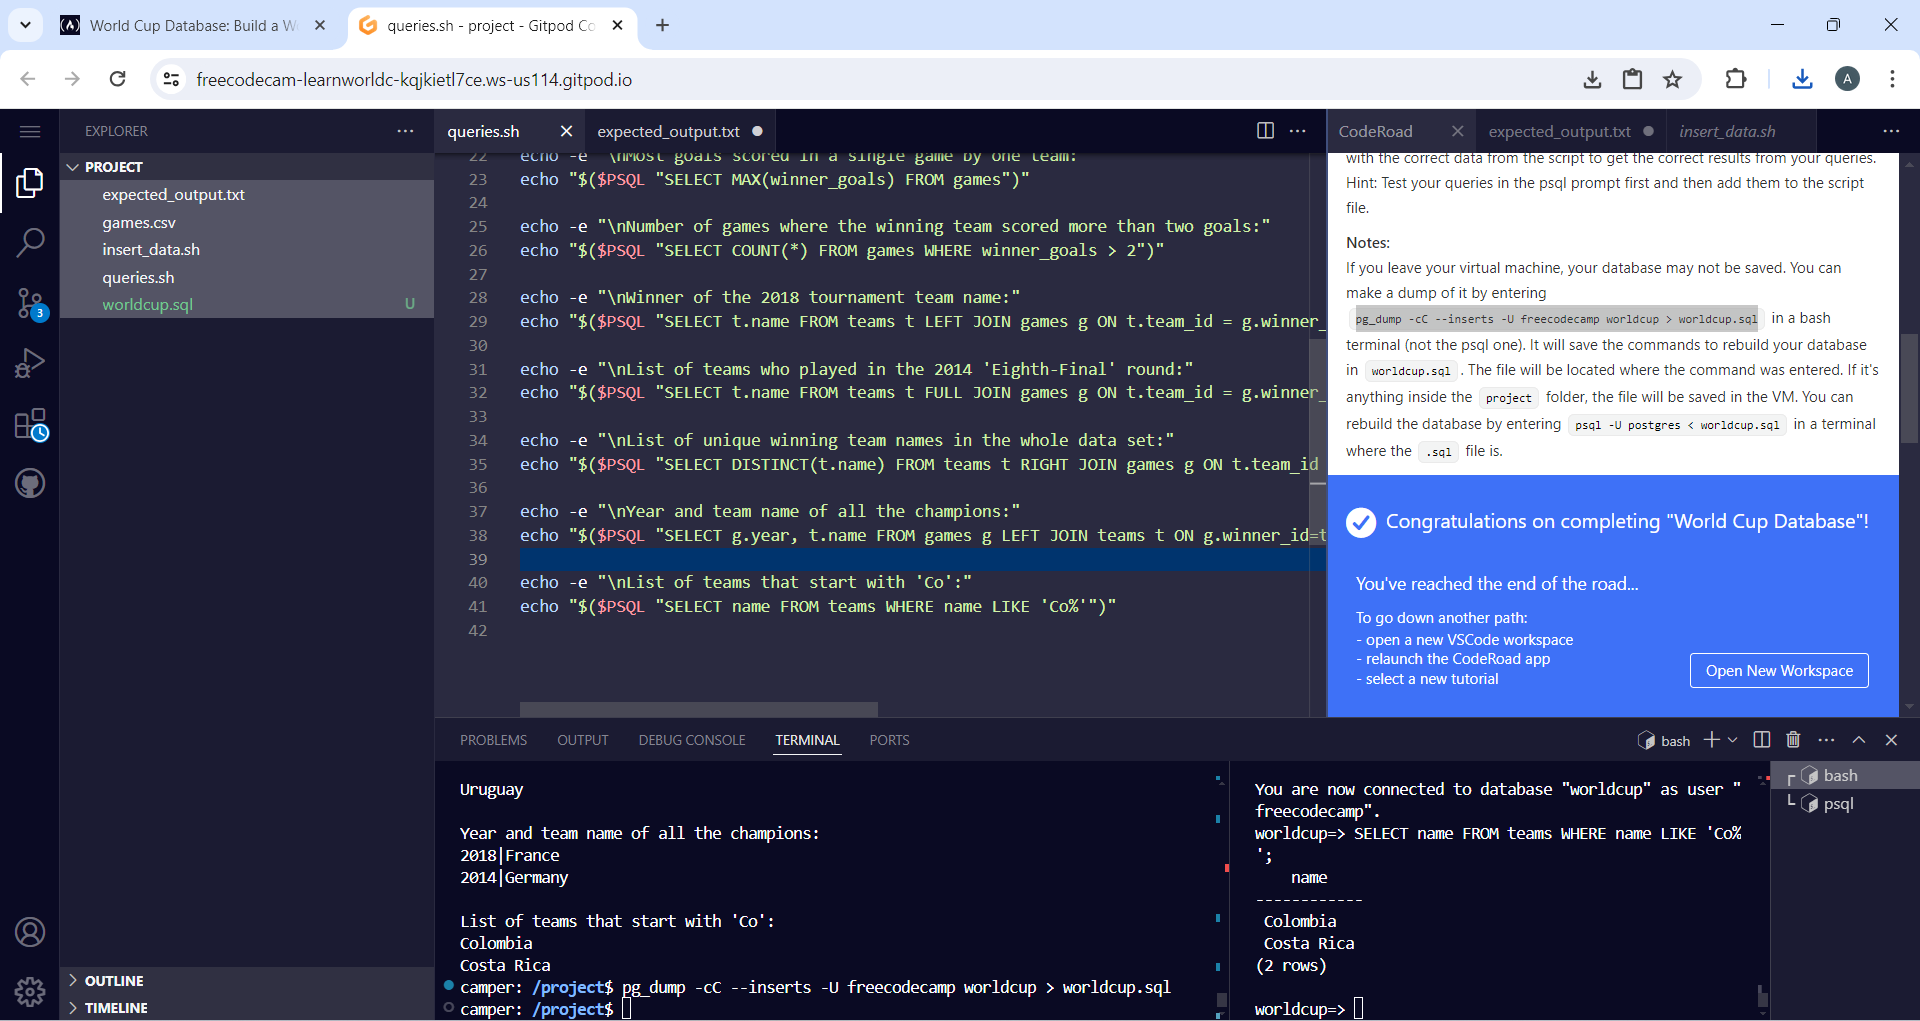 World Cup Database: Build a W
queries.sh - project - Gitpod Co
freecodecam-learnworldc-kqjkietl7ce.ws-us114.gitpod.io
A
EXPLORER
PROJECT
expected_output.txt
games.csv
insert_data.sh
queries.sh
worldcup.sql U
3
OUTLINE
TIMELINE
queries.sh
expected_output.txt
22 echo -e "\nMost goals scored in a single game by one team:
23 echo "$($PSQL "SELECT MAX(winner_goals) FROM games")"
24
25 echo -e "\nNumber of games where the winning team scored more than two goals:"
26 echo "$($PSQL "SELECT COUNT(*) FROM games WHERE winner_goals > 2")"
27
28 echo -e "\nWinner of the 2018 tournament team name:"
29 echo "$($PSQL "SELECT t.name FROM teams t LEFT JOIN games g ON t.team_id = g.winner_
30
31 echo -e "\nList of teams who played in the 2014 'Eighth-Final' round:"
32 echo "$($PSQL "SELECT t.name FROM teams t FULL JOIN games g ON t.team_id = g.winner_
33
34 echo -e "\nList of unique winning team names in the whole data set:"
35 echo "$($PSQL "SELECT DISTINCT(t.name) FROM teams t RIGHT JOIN games g ON t.team_id
36
37 echo -e "\nYear and team name of all the champions:"
38 echo "$($PSQL "SELECT g.year, t.name FROM games g LEFT JOIN teams t ON g.winner_id=t
39
40 echo -e "\nList of teams that start with 'Co':"
41 echo "$($PSQL "SELECT name FROM teams WHERE name LIKE 'Co%'")"
42
CodeRoad
expected_output.txt
insert_data.sh
with the correct data from the script to get the correct results from your queries.
Hint: Test your queries in the psql prompt first and then add them to the script
file.
Notes:
If you leave your virtual machine, your database may not be saved. You can
make a dump of it by entering
pg_dump -cC --inserts -U freecodecamp worldcup > worldcup.sql in a bash
terminal (not the psql one). It will save the commands to rebuild your database
in worldcup.sql . The file will be located where the command was entered. If it's
anything inside the project folder, the file will be saved in the VM. You can
rebuild the database by entering psql -U postgres < worldcup.sql in a terminal
where the .sql file is.
Congratulations on completing "World Cup Database"!
You've reached the end of the road...
To go down another path:
- open a new VSCode workspace
- relaunch the CodeRoad app
- select a new tutorial
Open New Workspace
PROBLEMS OUTPUT DEBUG CONSOLE TERMINAL PORTS
bash
Uruguay
Year and team name of all the champions:
2018|France
2014|Germany
List of teams that start with 'Co':
Colombia
Costa Rica
camper: /project$ pg_dump -cC --inserts -U freecodecamp worldcup > worldcup.sql
camper: /project$
You are now connected to database "worldcup" as user "
freecodecamp".
worldcup=> SELECT name FROM teams WHERE name LIKE 'Co%
';
name
------------
Colombia
Costa Rica
(2 rows)
worldcup=>
bash
psql